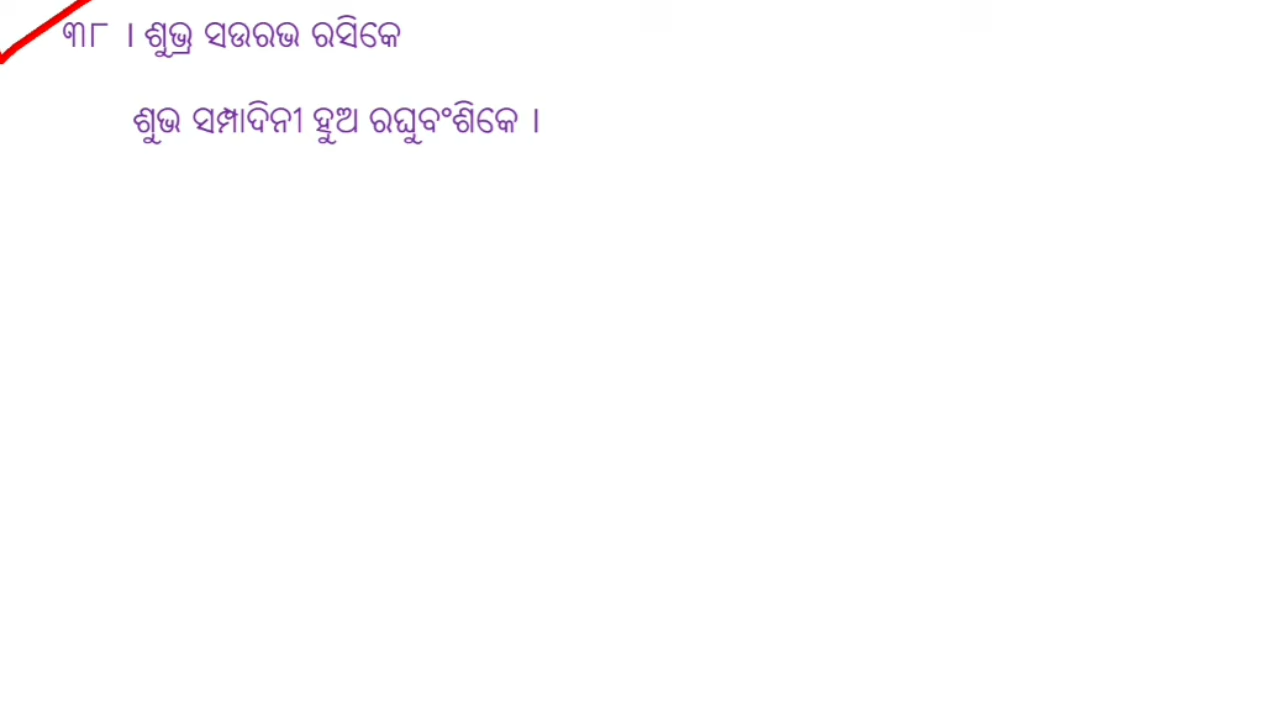 ୩୮ । ଶୁଭ୍ର ସଉରଭ ରସିକେ
ଶୁଭ ସମ୍ପାଦିନୀ ହୁଅ ରଘୁବଂଶିକେ ।